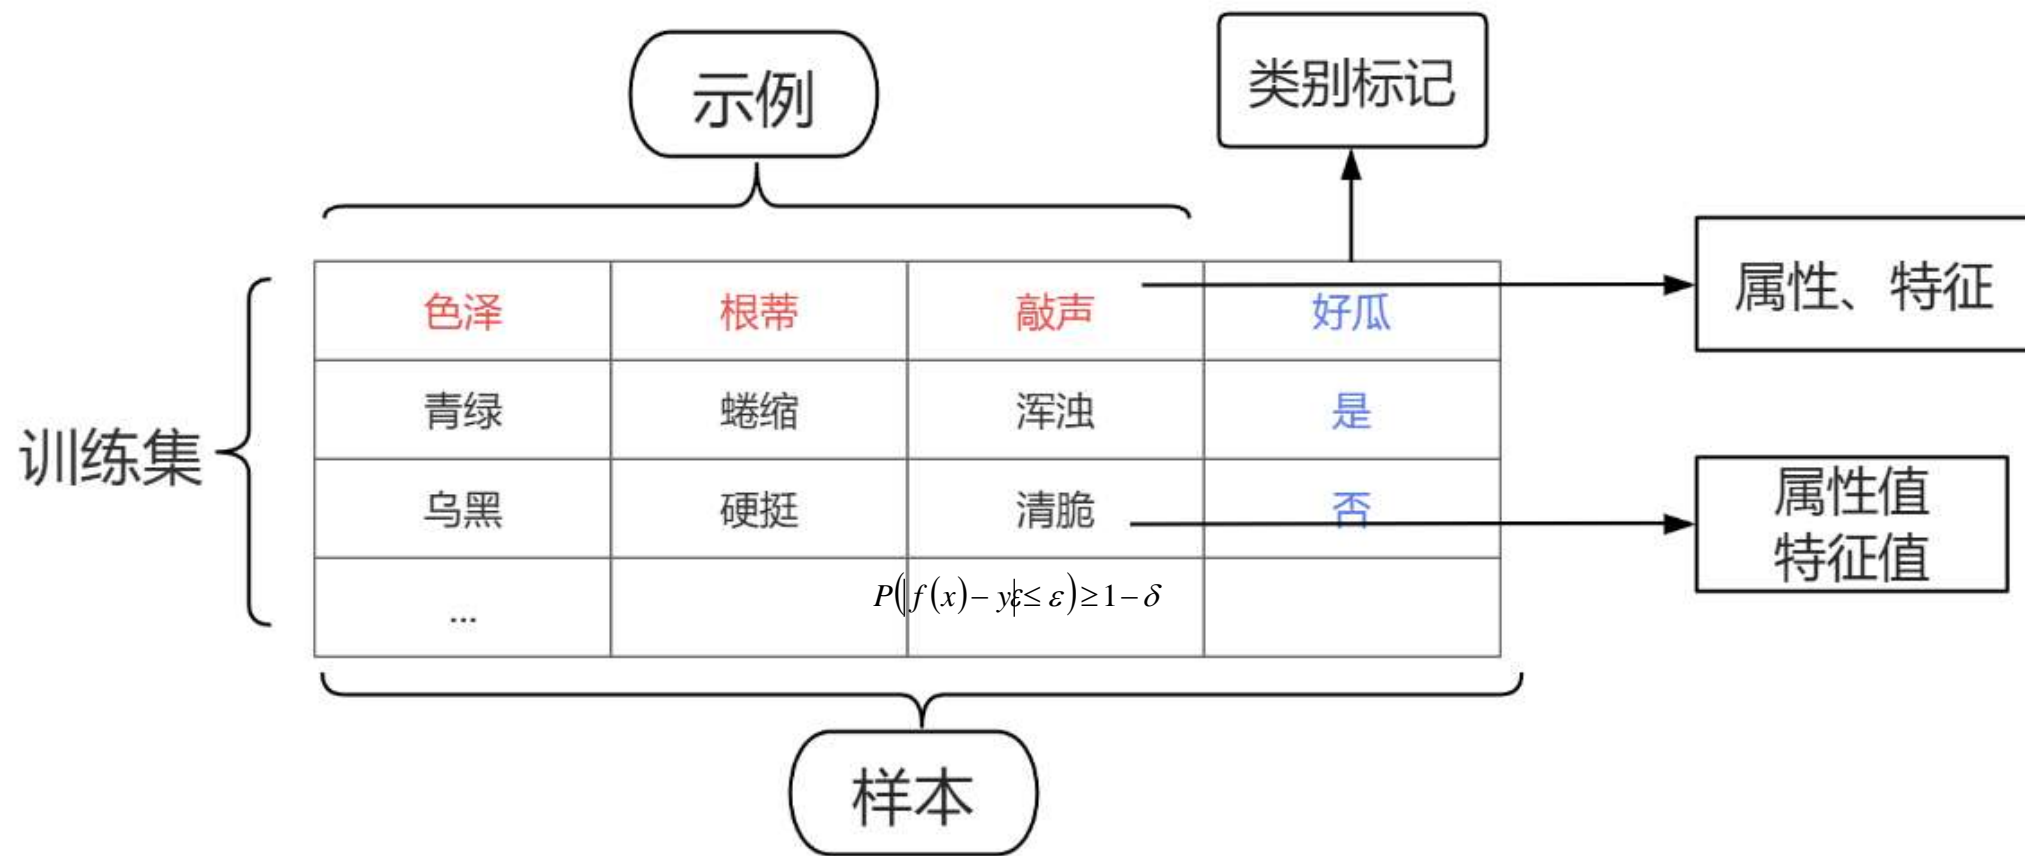 示例
类别标记
属性、特征
色泽 根蒂 敲声 好瓜
青绿 蜷缩 浑浊 是
训练集
乌黑 硬挺 清脆 否
属性值
特征值
... P(|f(x)-y|≤ε)≥1-δ
样本